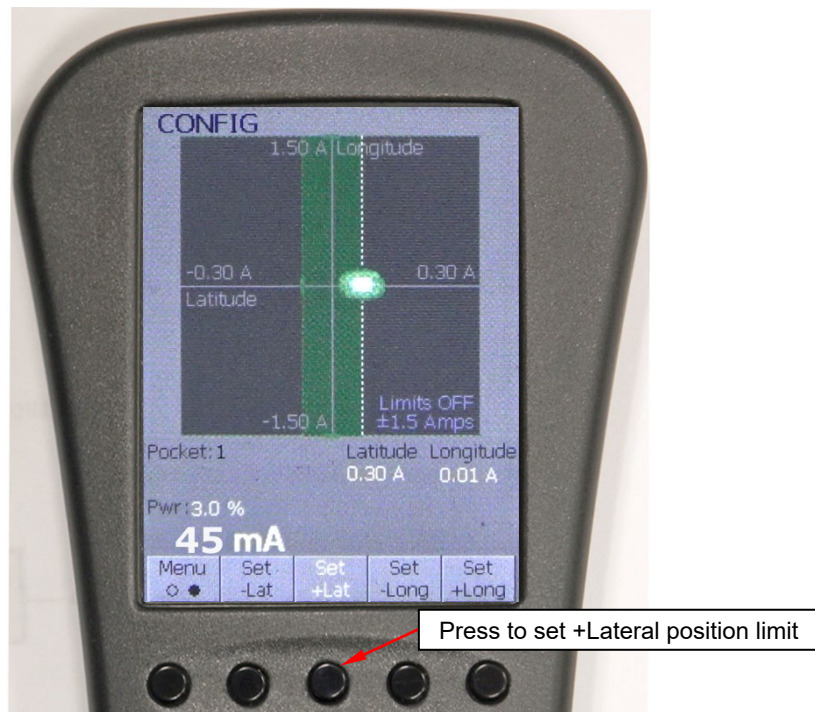 CONFIG
1.50 A Longitude
-0.30 A 0.30 A
Latitude
Limits OFF
-1.50 A ±1.5 Amps
Pocket: 1 Latitude Longitude
0.30 A 0.01 A
Pwr: 3.0 %
45 mA
Menu Set Set Set Set
-Lat +Lat -Long +Long
Press to set +Lateral position limit